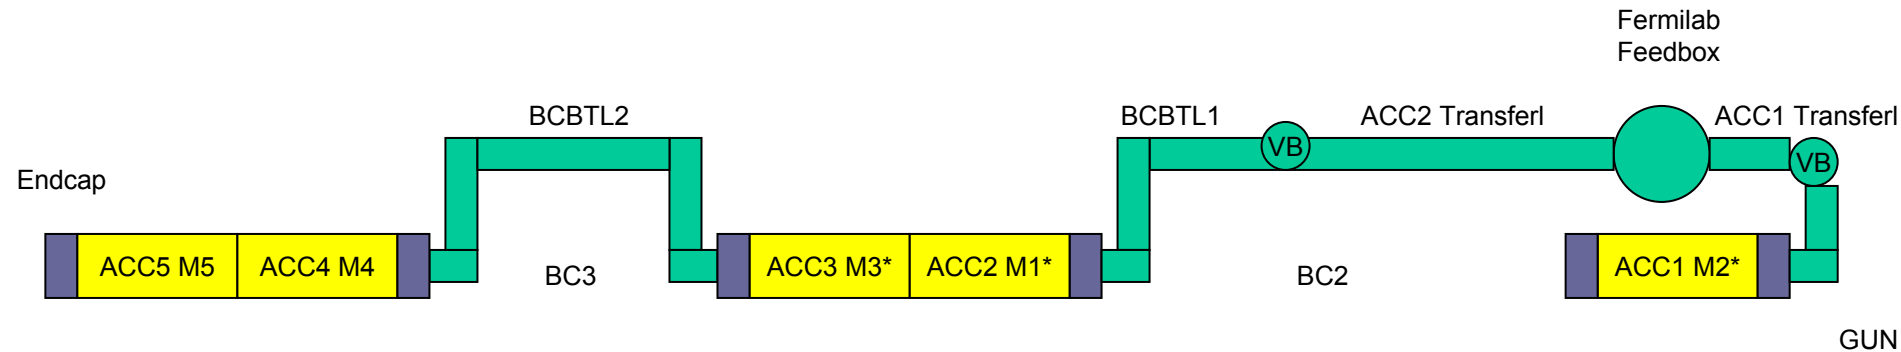 Fermilab
Feedbox
BCBTL2
BCBTL1
ACC2 Transferl
ACC1 Transferl
VB
VB
Endcap
ACC5 M5
ACC4 M4
BC3
ACC3 M3*
ACC2 M1*
BC2
ACC1 M2*
GUN